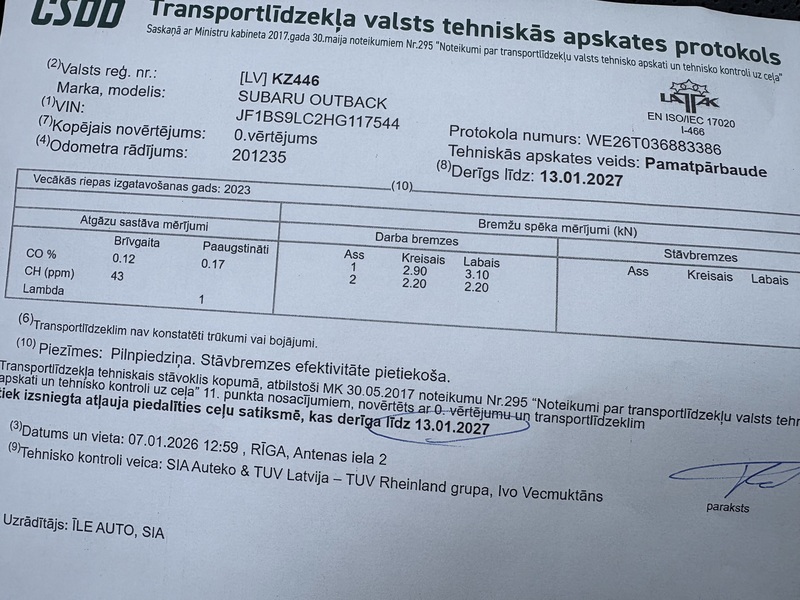 CSDD
Transportlīdzekļa valsts tehniskās apskates protokols
Saskaņā ar Ministru kabineta 2017.gada 30.maija noteikumiem Nr.295 "Noteikumi par transportlīdzekļu valsts tehnisko apskati un tehnisko kontroli uz ceļa"
(2)Valsts reģ. nr.: [LV] KZ446
Marka, modelis: SUBARU OUTBACK
(1)VIN: JF1BS9LC2HG117544
(7)Kopējais novērtējums: 0.vērtējums
(4)Odometra rādījums: 201235
LATAK
EN ISO/IEC 17020
I-466
Protokola numurs: WE26T036883386
Tehniskās apskates veids: Pamatpārbaude
(8)Derīgs līdz: 13.01.2027
Vecākās riepas izgatavošanas gads: 2023 (10)
Atgāzu sastāva mērījumi Bremžu spēka mērījumi (kN)
Brīvgaita Paaugstināti Darba bremzes Stāvbremzes
CO % 0.12 0.17 Ass Kreisais Labais Ass Kreisais Labais
CH (ppm) 43 1 2.90 3.10
Lambda 1 2 2.20 2.20
(6)Transportlīdzeklim nav konstatēti trūkumi vai bojājumi.
(10) Piezīmes: Pilnpiedziņa. Stāvbremzes efektivitāte pietiekoša.
Transportlīdzekļa tehniskais stāvoklis kopumā, atbilstoši MK 30.05.2017 noteikumu Nr.295 "Noteikumi par transportlīdzekļu valsts
apskati un tehnisko kontroli uz ceļa" 11. punkta nosacījumiem, novērtēts ar 0. vērtējumu un transportlīdzeklim
tiek izsniegta atļauja piedalīties ceļu satiksmē, kas derīga līdz 13.01.2027
(3)Datums un vieta: 07.01.2026 12:59 , RĪGA, Antenas iela 2
(9)Tehnisko kontroli veica: SIA Auteko & TUV Latvija – TUV Rheinland grupa, Ivo Vecmuktāns
paraksts
Uzrādītājs: ĪLE AUTO, SIA